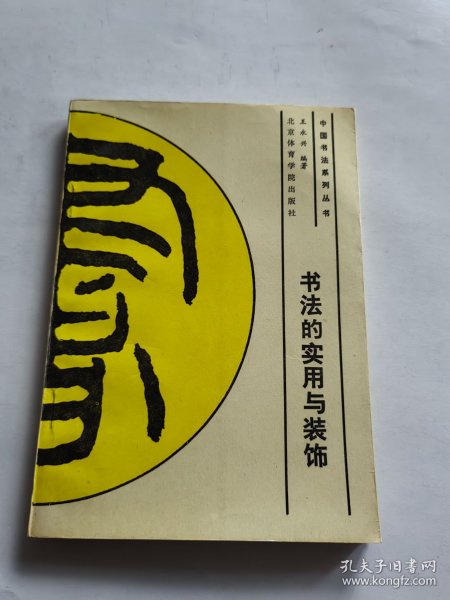 中国书法系列丛书
王永兴 编著
北京体育学院出版社
书法的实用与装饰
孔夫子旧书网
www.kongfz.com